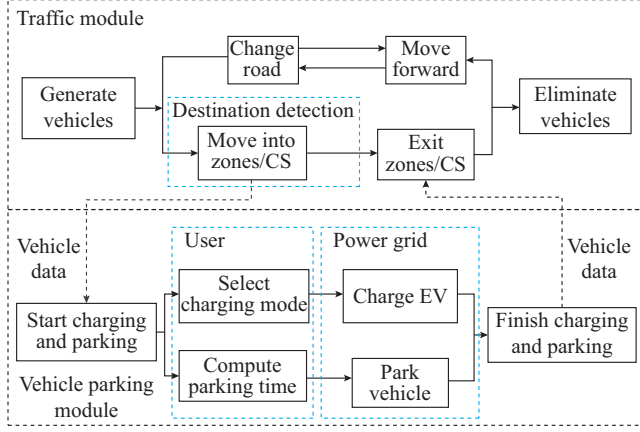 Traffic module
Change
road
Move
forward
Generate
vehicles
Eliminate
vehicles
Destination detection
Move into
zones/CS
Exit
zones/CS
Vehicle
data
User
Power grid
Vehicle
data
Select
charging mode
Charge EV
Start charging
and parking
Finish charging
and parking
Compute
parking time
Park
vehicle
Vehicle parking
module